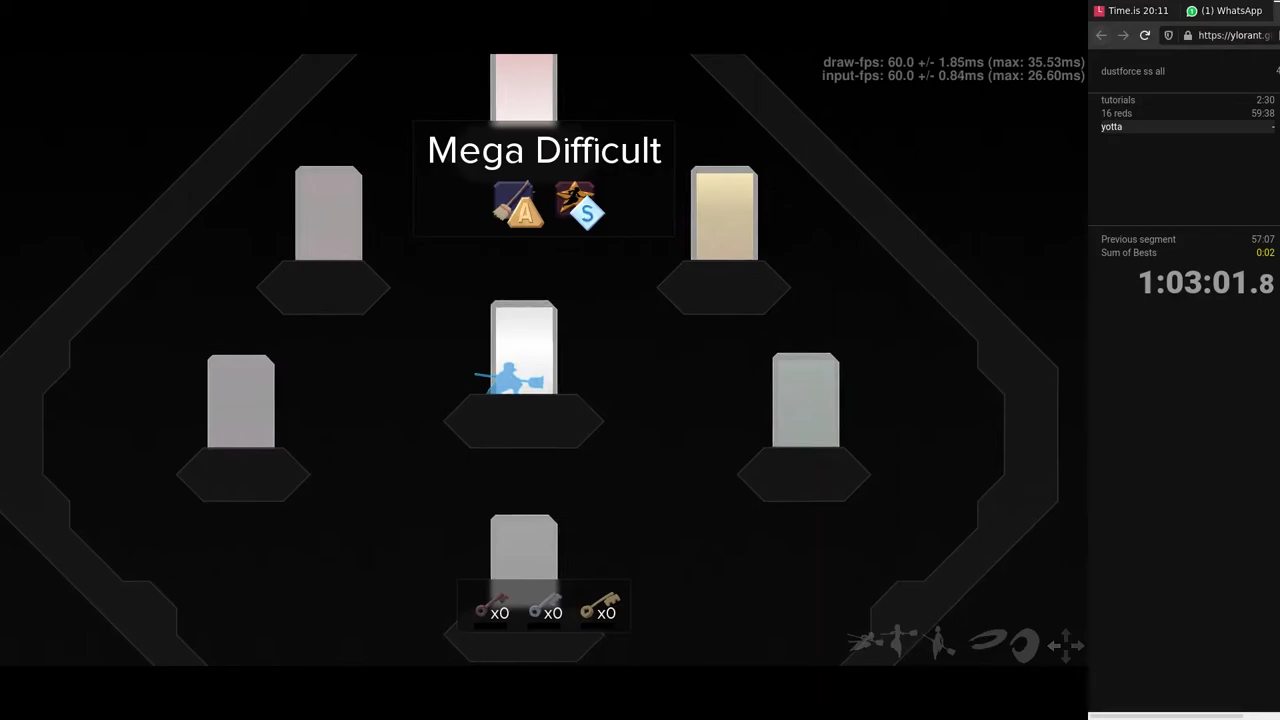 Time.is 20:11
(1) WhatsApp
https://ylorant.g
draw-fps: 60.0 +/- 1.85ms (max: 35.53ms)
input-fps: 60.0 +/- 0.84ms (max: 26.60ms)
dustforce ss all
tutorials 2:30
16 reds 59:38
yotta -
Mega Difficult
A S
Previous segment 57:07
Sum of Bests 0:02
1:03:01.8
x0 x0 x0